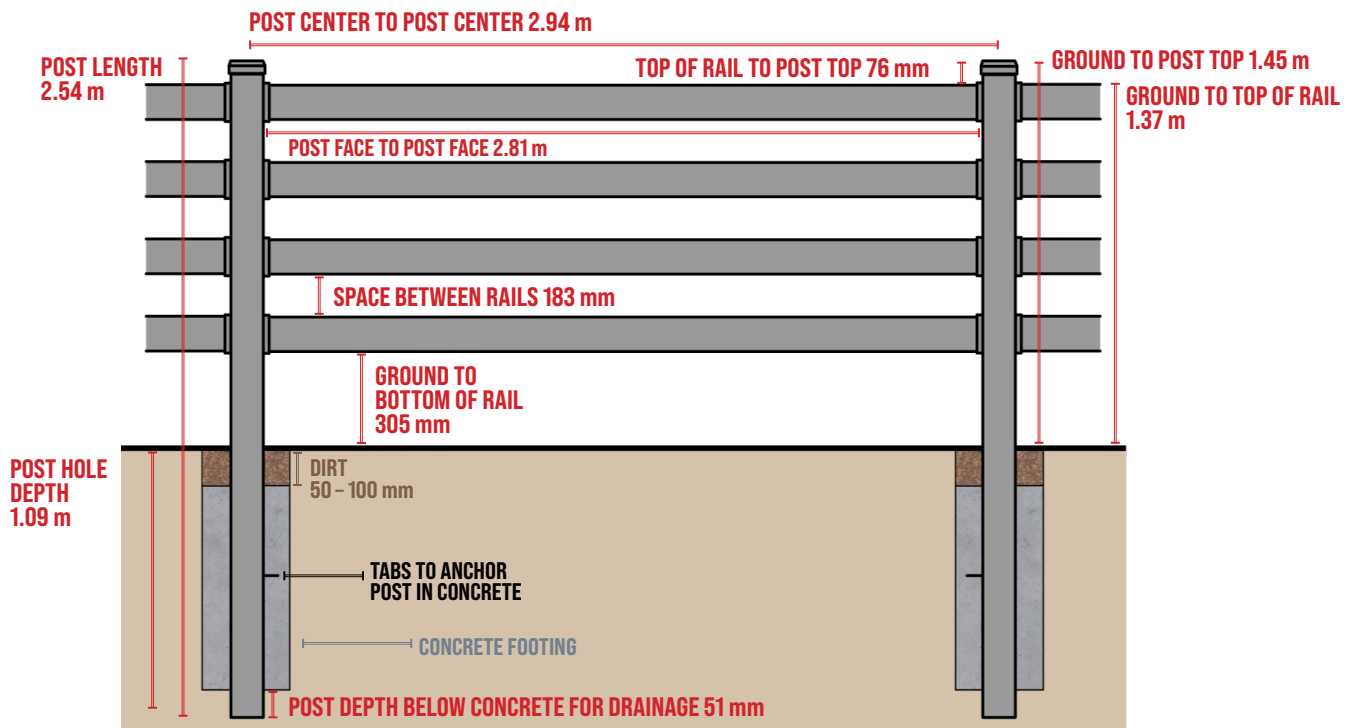 POST CENTER TO POST CENTER 2.94 m
POST LENGTH
2.54 m
TOP OF RAIL TO POST TOP 76 mm
GROUND TO POST TOP 1.45 m
GROUND TO TOP OF RAIL
1.37 m
POST FACE TO POST FACE 2.81 m
SPACE BETWEEN RAILS 183 mm
GROUND TO
BOTTOM OF RAIL
305 mm
POST HOLE
DEPTH
1.09 m
DIRT
50 – 100 mm
TABS TO ANCHOR
POST IN CONCRETE
CONCRETE FOOTING
POST DEPTH BELOW CONCRETE FOR DRAINAGE 51 mm